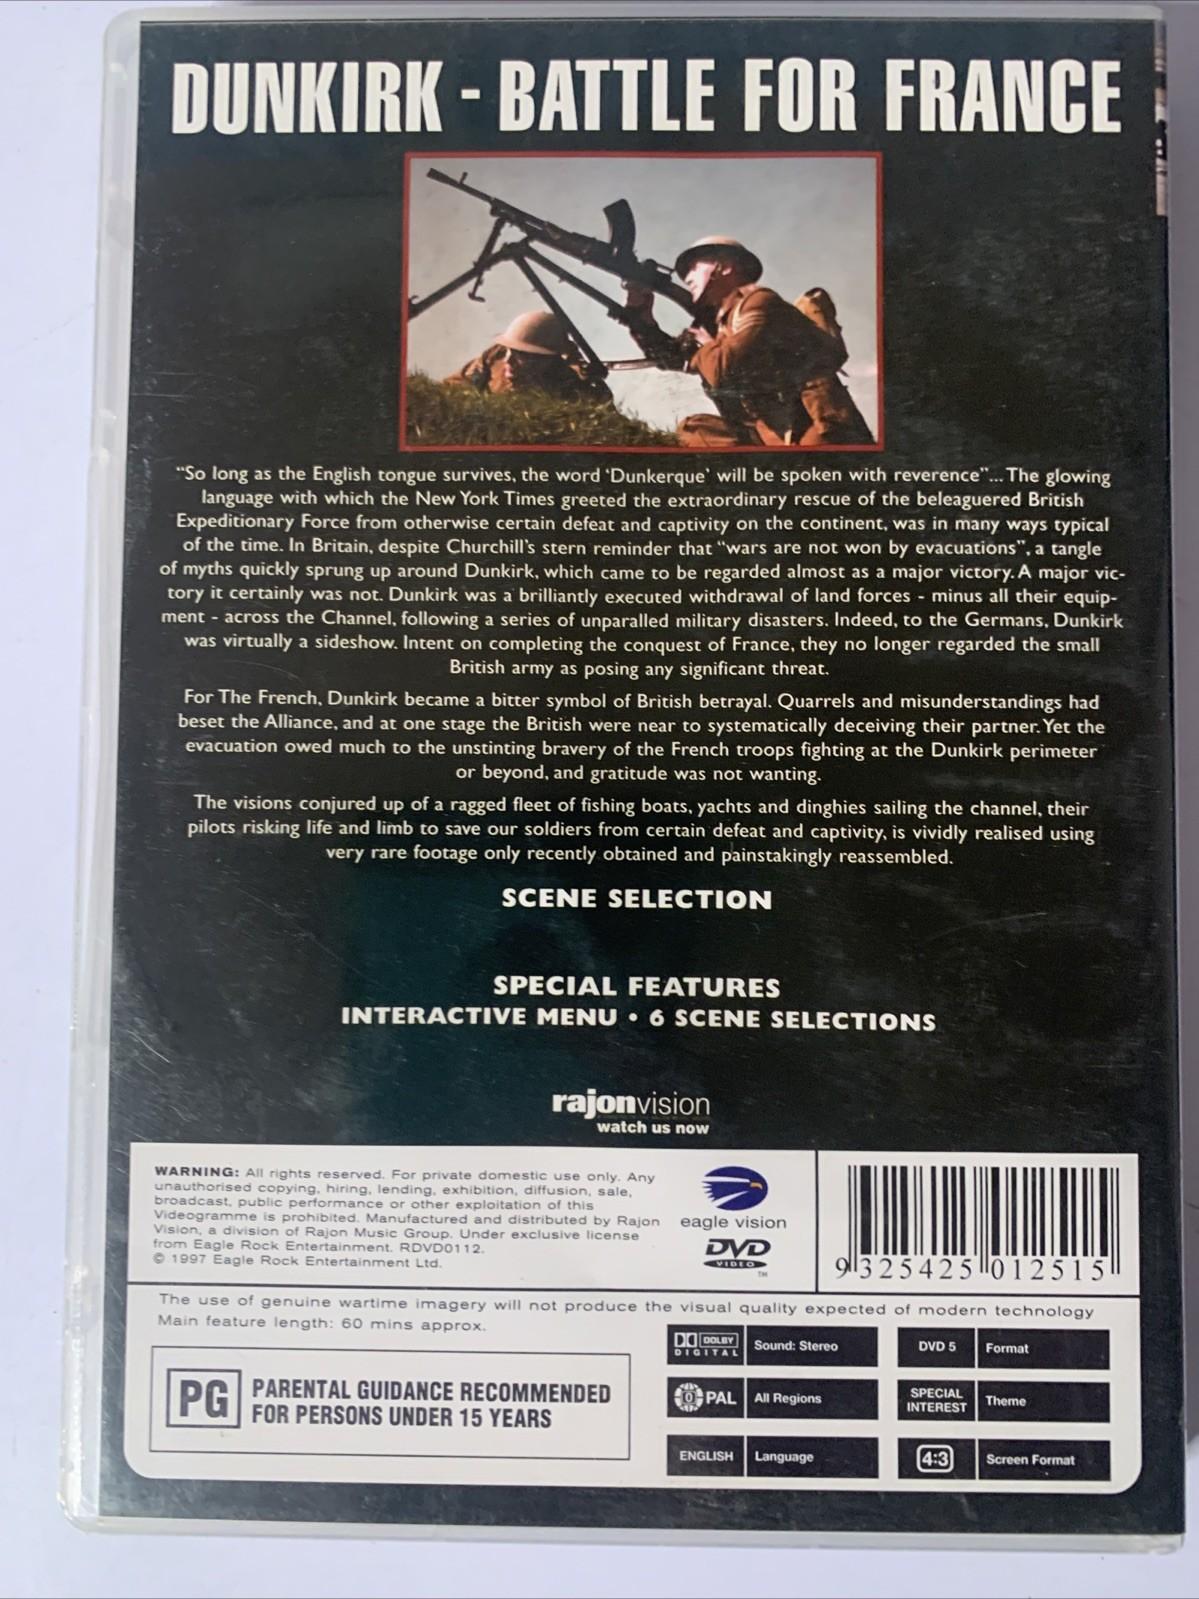 DUNKIRK - BATTLE FOR FRANCE
"So long as the English tongue survives, the word 'Dunkerque' will be spoken with reverence"... The glowing
language with which the New York Times greeted the extraordinary rescue of the beleaguered British
Expeditionary Force from otherwise certain defeat and captivity on the continent, was in many ways typical
of the time. In Britain, despite Churchill's stern reminder that "wars are not won by evacuations", a tangle
of myths quickly sprung up around Dunkirk, which came to be regarded almost as a major victory. A major vic-
tory it certainly was not. Dunkirk was a brilliantly executed withdrawal of land forces - minus all their equip-
ment - across the Channel, following a series of unparalled military disasters. Indeed, to the Germans, Dunkirk
was virtually a sideshow. Intent on completing the conquest of France, they no longer regarded the small
British army as posing any significant threat.
For The French, Dunkirk became a bitter symbol of British betrayal. Quarrels and misunderstandings had
beset the Alliance, and at one stage the British were near to systematically deceiving their partner. Yet the
evacuation owed much to the unstinting bravery of the French troops fighting at the Dunkirk perimeter
or beyond, and gratitude was not wanting.
The visions conjured up of a ragged fleet of fishing boats, yachts and dinghies sailing the channel, their
pilots risking life and limb to save our soldiers from certain defeat and captivity, is vividly realised using
very rare footage only recently obtained and painstakingly reassembled.
SCENE SELECTION
SPECIAL FEATURES
INTERACTIVE MENU • 6 SCENE SELECTIONS
rajonvision
watch us now
WARNING: All rights reserved. For private domestic use only. Any
unauthorised copying, hiring, lending, exhibition, diffusion, sale,
broadcast, public performance or other exploitation of this
Videogramme is prohibited. Manufactured and distributed by Rajon
Vision, a division of Rajon Music Group. Under exclusive license
from Eagle Rock Entertainment. RDVD0112.
© 1997 Eagle Rock Entertainment Ltd.
eagle vision
DVD
VIDEO
TM
9 325425 012515
The use of genuine wartime imagery will not produce the visual quality expected of modern technology
Main feature length: 60 mins approx.
PG PARENTAL GUIDANCE RECOMMENDED
FOR PERSONS UNDER 15 YEARS
DOLBY
DIGITAL
Sound: Stereo
DVD 5 Format
0 PAL All Regions
SPECIAL
INTEREST
Theme
ENGLISH Language
4:3 Screen Format